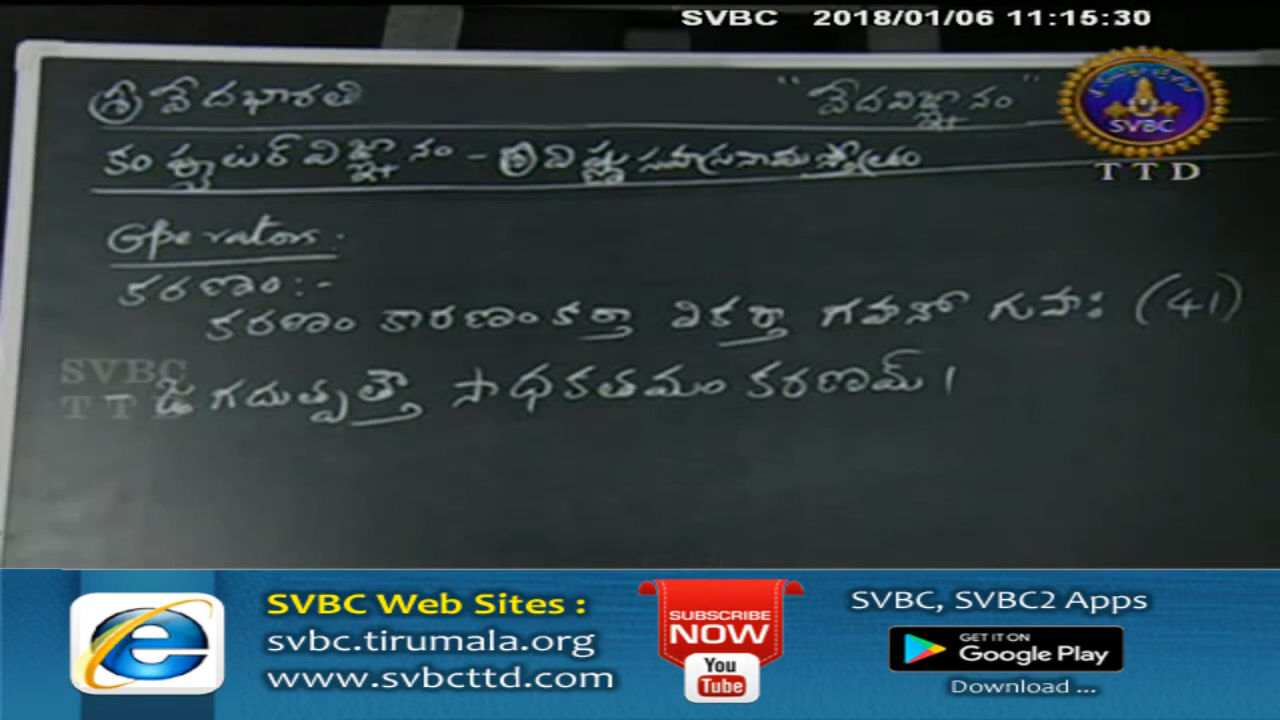 SVBC 2018/01/06 11:15:30
శ్రీ వేదభారతి "వేదవిజ్ఞానం"
కంప్యూటర్ విజ్ఞానం - శ్రీ విష్ణు సహస్రనామ స్తోత్రం
SVBC
TTD
Operators:
కరణం:-
కరణం కారణం కర్తా వికర్తా గహనో గుహః (41)
SVBC
జగదుత్పత్తౌ సాధకతమం కరణమ్ ।
SVBC Web Sites :
svbc.tirumala.org
www.svbcttd.com
SUBSCRIBE
NOW
You
Tube
SVBC, SVBC2 Apps
GET IT ON
Google Play
Download ...